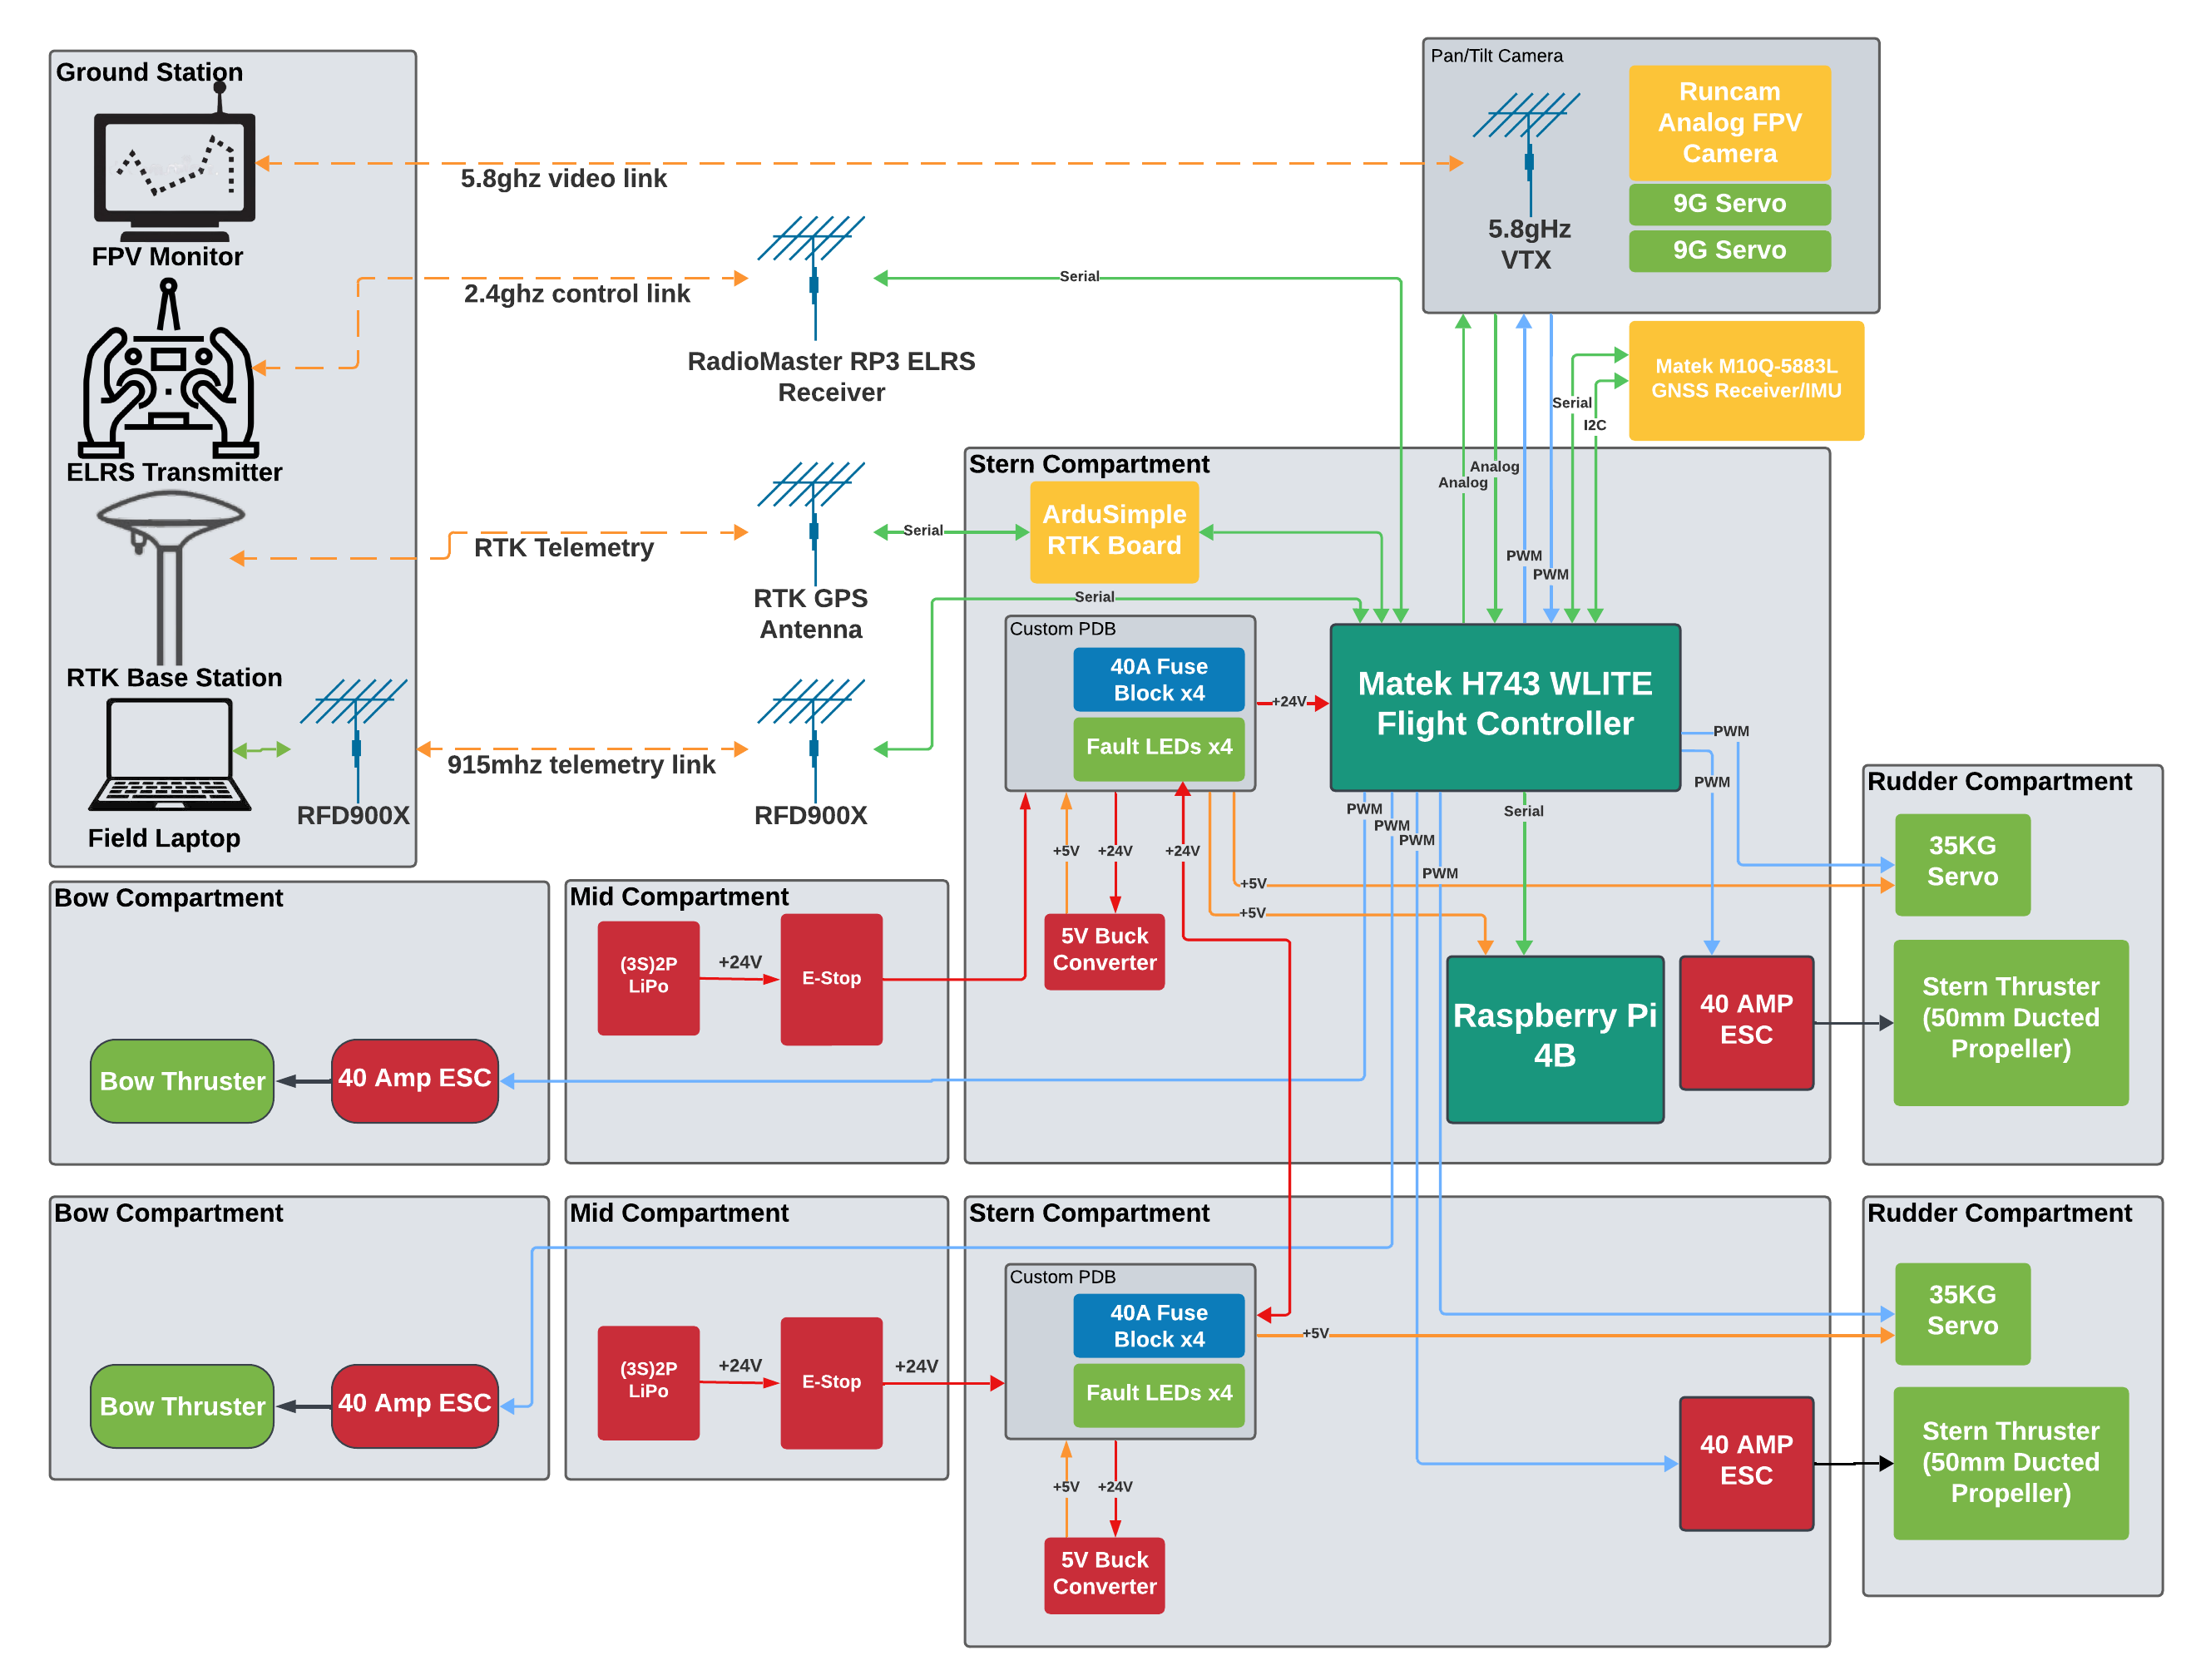 Ground Station
FPV Monitor
ELRS Transmitter
RTK Base Station
Field Laptop
RFD900X
5.8ghz video link
2.4ghz control link
RTK Telemetry
915mhz telemetry link
RadioMaster RP3 ELRS
Receiver
RTK GPS
Antenna
RFD900X
Serial
Serial
Serial
Pan/Tilt Camera
5.8gHz
VTX
Runcam
Analog FPV
Camera
9G Servo
9G Servo
Matek M10Q-5883L
GNSS Receiver/IMU
Serial
I2C
Analog
Analog
PWM
PWM
Stern Compartment
ArduSimple
RTK Board
Custom PDB
40A Fuse
Block x4
Fault LEDs x4
+24V
Matek H743 WLITE
Flight Controller
PWM
PWM
PWM
PWM
PWM
PWM
Serial
+5V
+24V
+24V
+5V
+5V
5V Buck
Converter
Raspberry Pi
4B
40 AMP
ESC
Rudder Compartment
35KG
Servo
Stern Thruster
(50mm Ducted
Propeller)
Bow Compartment
Bow Thruster
40 Amp ESC
Mid Compartment
(3S)2P
LiPo
+24V
E-Stop
Bow Compartment
Bow Thruster
40 Amp ESC
Mid Compartment
(3S)2P
LiPo
+24V
E-Stop
+24V
Stern Compartment
Custom PDB
40A Fuse
Block x4
Fault LEDs x4
+5V
+5V
+24V
5V Buck
Converter
40 AMP
ESC
Rudder Compartment
35KG
Servo
Stern Thruster
(50mm Ducted
Propeller)